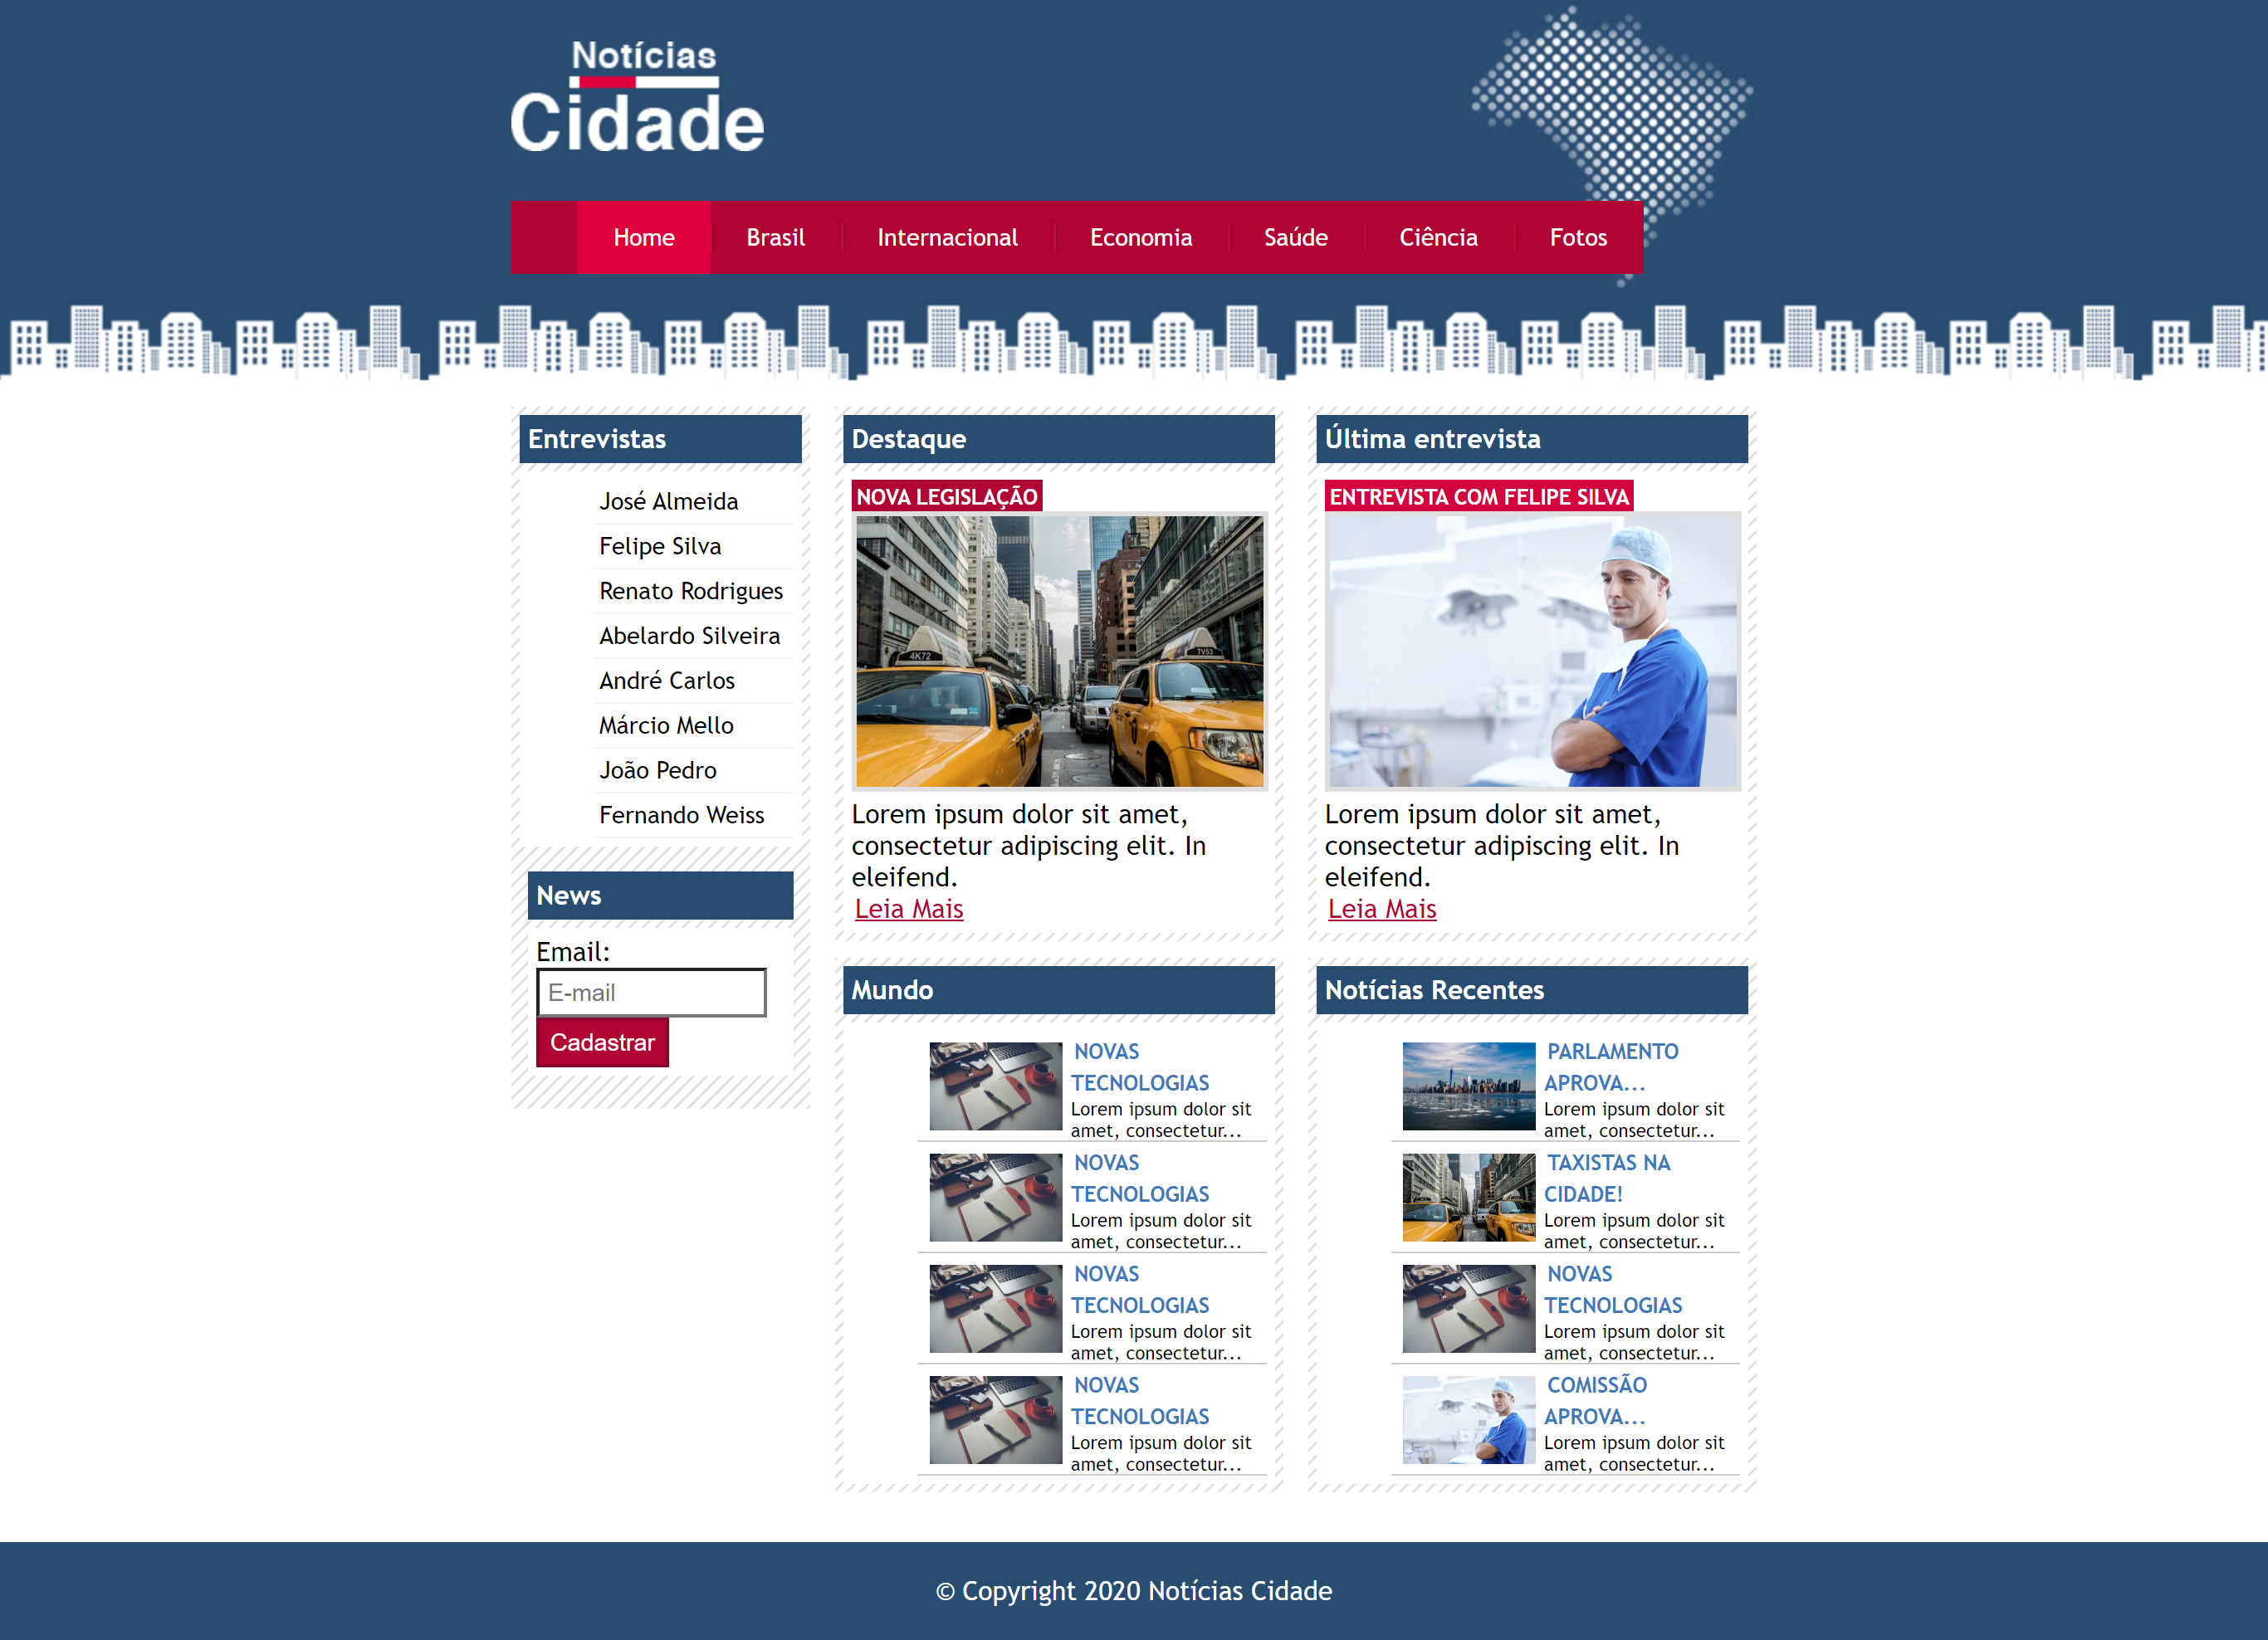 Notícias
Cidade
Home
Brasil
Internacional
Economia
Saúde
Ciência
Fotos
Entrevistas
José Almeida
Felipe Silva
Renato Rodrigues
Abelardo Silveira
André Carlos
Márcio Mello
João Pedro
Fernando Weiss
News
Email:
E-mail
Cadastrar
Destaque
NOVA LEGISLAÇÃO
4K72
7V53
Lorem ipsum dolor sit amet,
consectetur adipiscing elit. In
eleifend.
Leia Mais
Última entrevista
ENTREVISTA COM FELIPE SILVA
Lorem ipsum dolor sit amet,
consectetur adipiscing elit. In
eleifend.
Leia Mais
Mundo
NOVAS
TECNOLOGIAS
Lorem ipsum dolor sit
amet, consectetur...
NOVAS
TECNOLOGIAS
Lorem ipsum dolor sit
amet, consectetur...
NOVAS
TECNOLOGIAS
Lorem ipsum dolor sit
amet, consectetur...
NOVAS
TECNOLOGIAS
Lorem ipsum dolor sit
amet, consectetur...
Notícias Recentes
PARLAMENTO
APROVA...
Lorem ipsum dolor sit
amet, consectetur...
TAXISTAS NA
CIDADE!
Lorem ipsum dolor sit
amet, consectetur...
NOVAS
TECNOLOGIAS
Lorem ipsum dolor sit
amet, consectetur...
COMISSÃO
APROVA...
Lorem ipsum dolor sit
amet, consectetur...
© Copyright 2020 Notícias Cidade